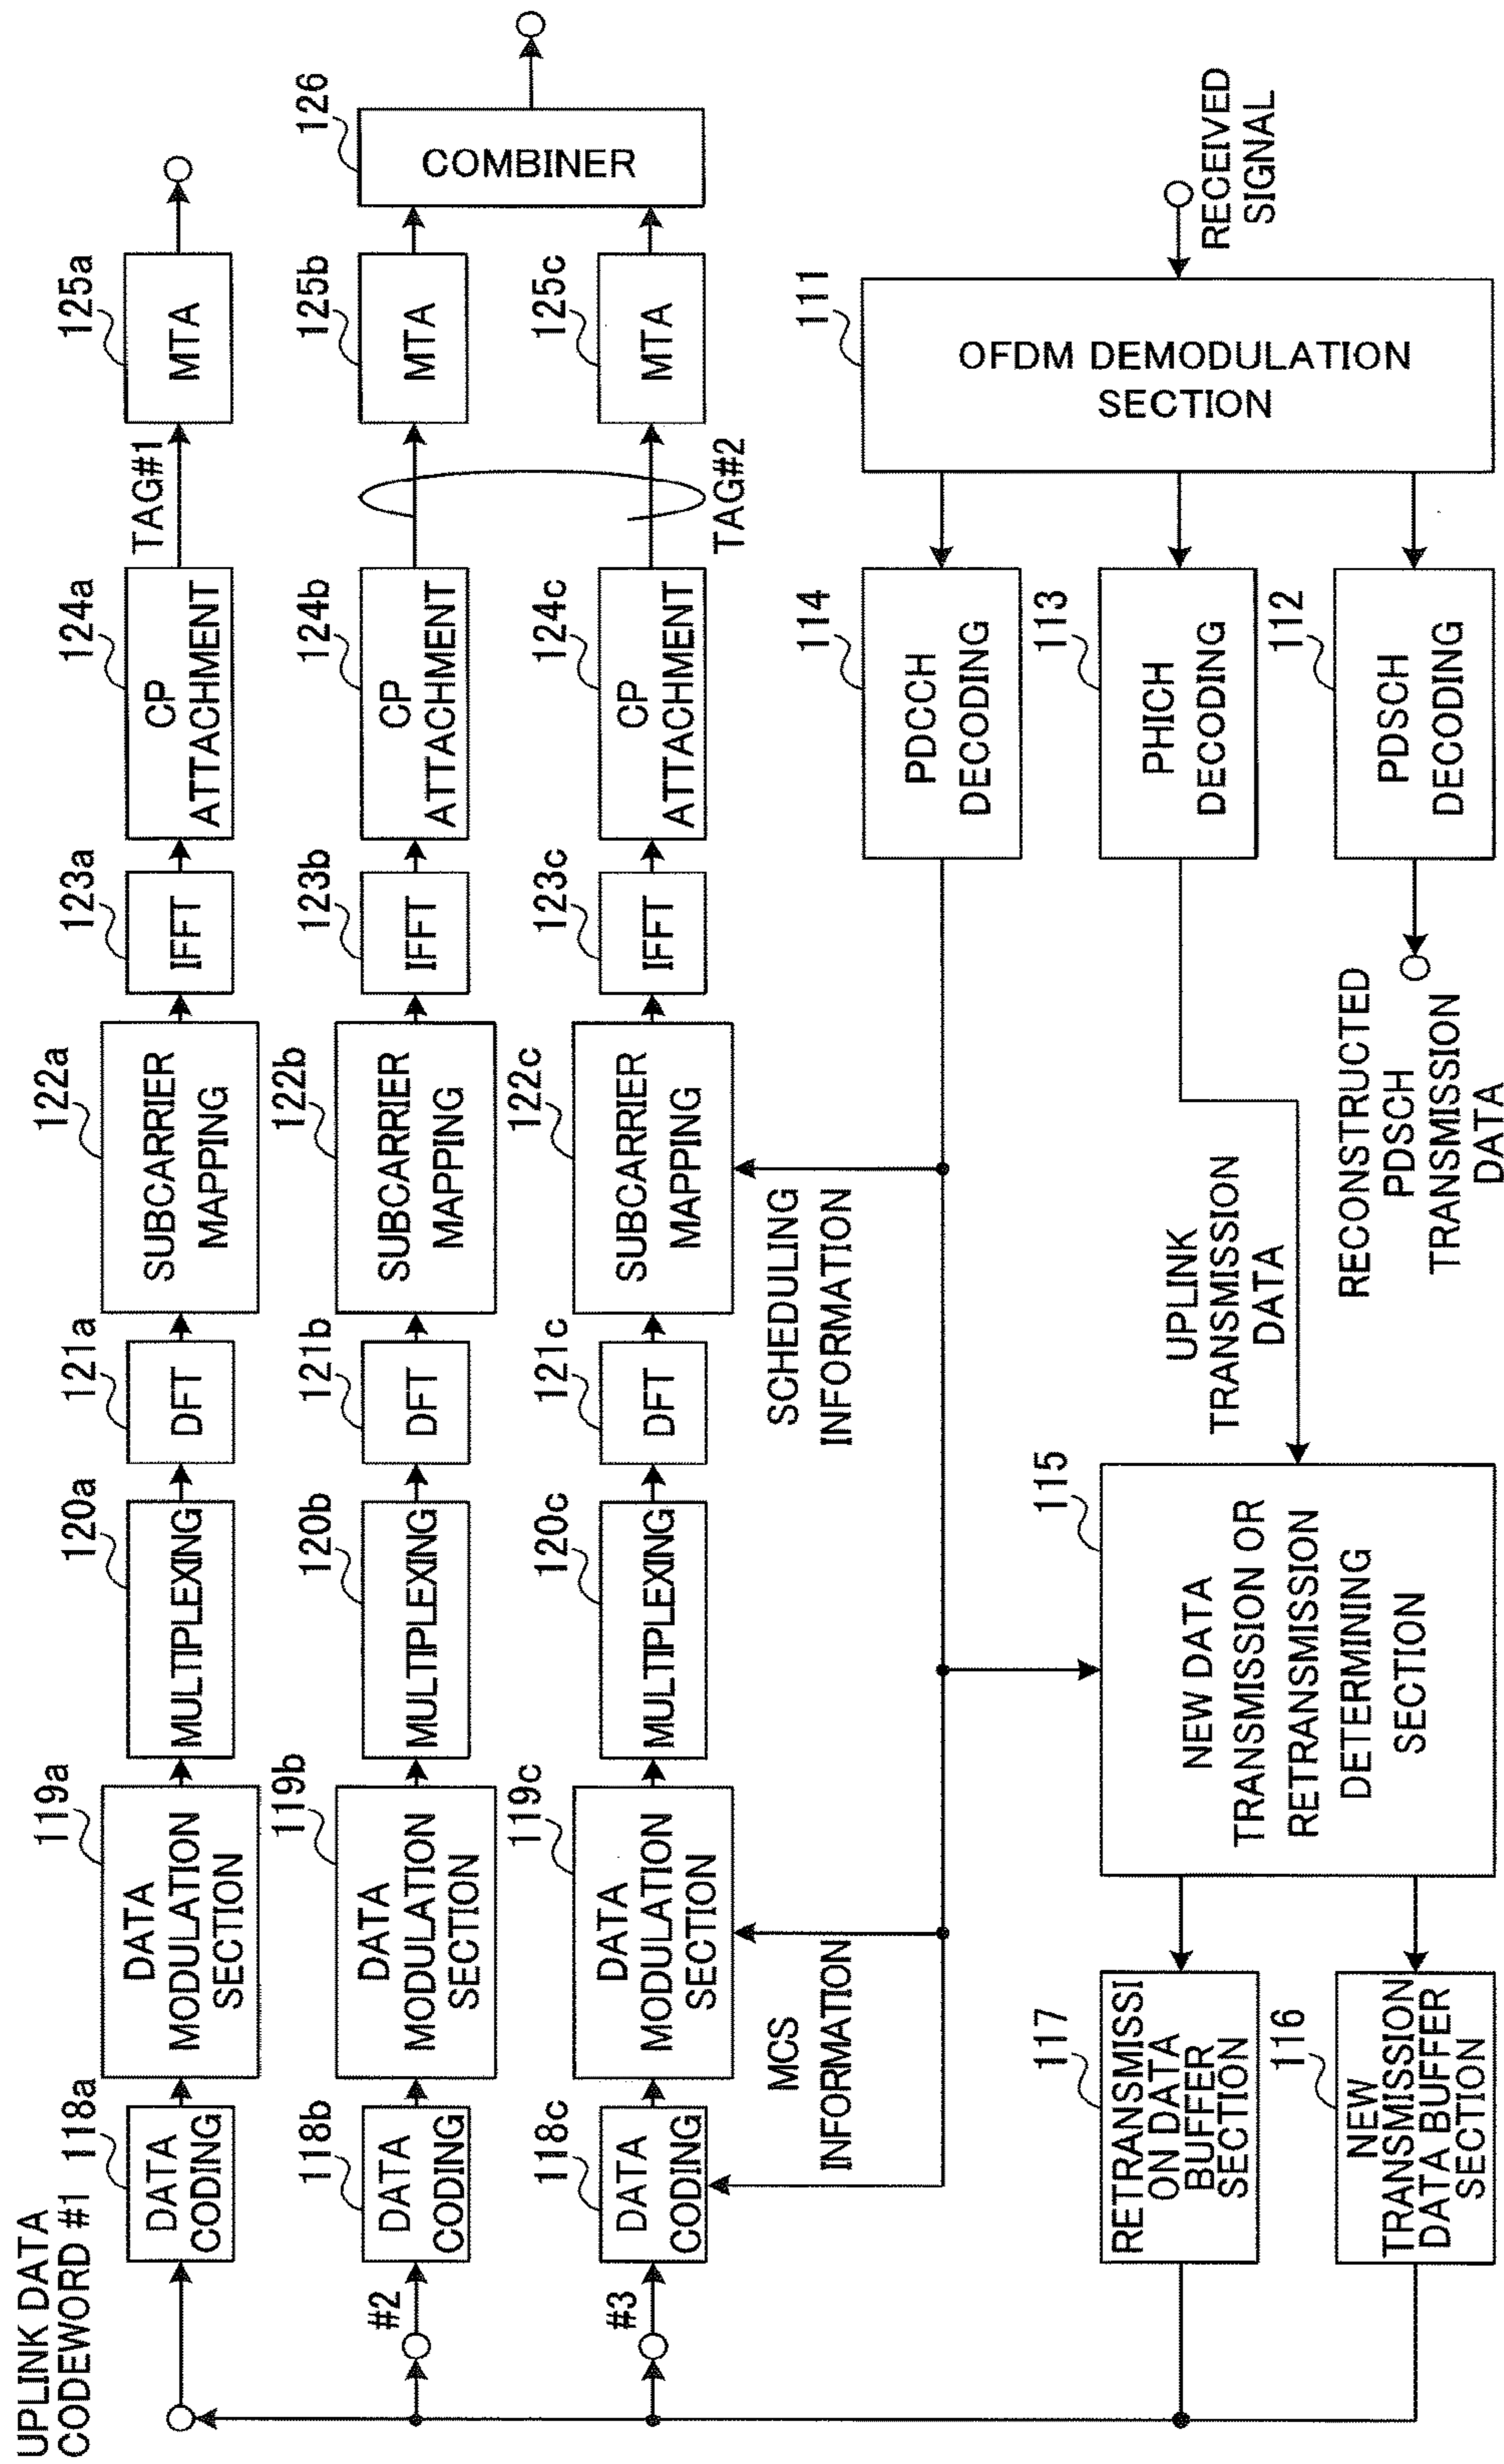 UPLINK DATA
CODEWORD #1
118a
DATA
CODING
119a
DATA
MODULATION
SECTION
120a
MULTIPLEXING
121a
DFT
122a
SUBCARRIER
MAPPING
123a
IFFT
124a
CP
ATTACHMENT
TAG#1
125a
MTA
#2
118b
DATA
CODING
119b
DATA
MODULATION
SECTION
120b
MULTIPLEXING
121b
DFT
122b
SUBCARRIER
MAPPING
123b
IFFT
124b
CP
ATTACHMENT
125b
MTA
126
COMBINER
#3
118c
DATA
CODING
119c
DATA
MODULATION
SECTION
120c
MULTIPLEXING
121c
DFT
122c
SUBCARRIER
MAPPING
123c
IFFT
124c
CP
ATTACHMENT
TAG#2
125c
MTA
MCS
INFORMATION
SCHEDULING
INFORMATION
114
PDCCH
DECODING
111
OFDM DEMODULATION
SECTION
RECEIVED
SIGNAL
117
RETRANSMISSI
ON DATA
BUFFER
SECTION
115
NEW DATA
TRANSMISSION OR
RETRANSMISSION
DETERMINING
SECTION
UPLINK
TRANSMISSION
DATA
113
PHICH
DECODING
116
NEW
TRANSMISSION
DATA BUFFER
SECTION
RECONSTRUCTED
PDSCH
TRANSMISSION
DATA
112
PDSCH
DECODING